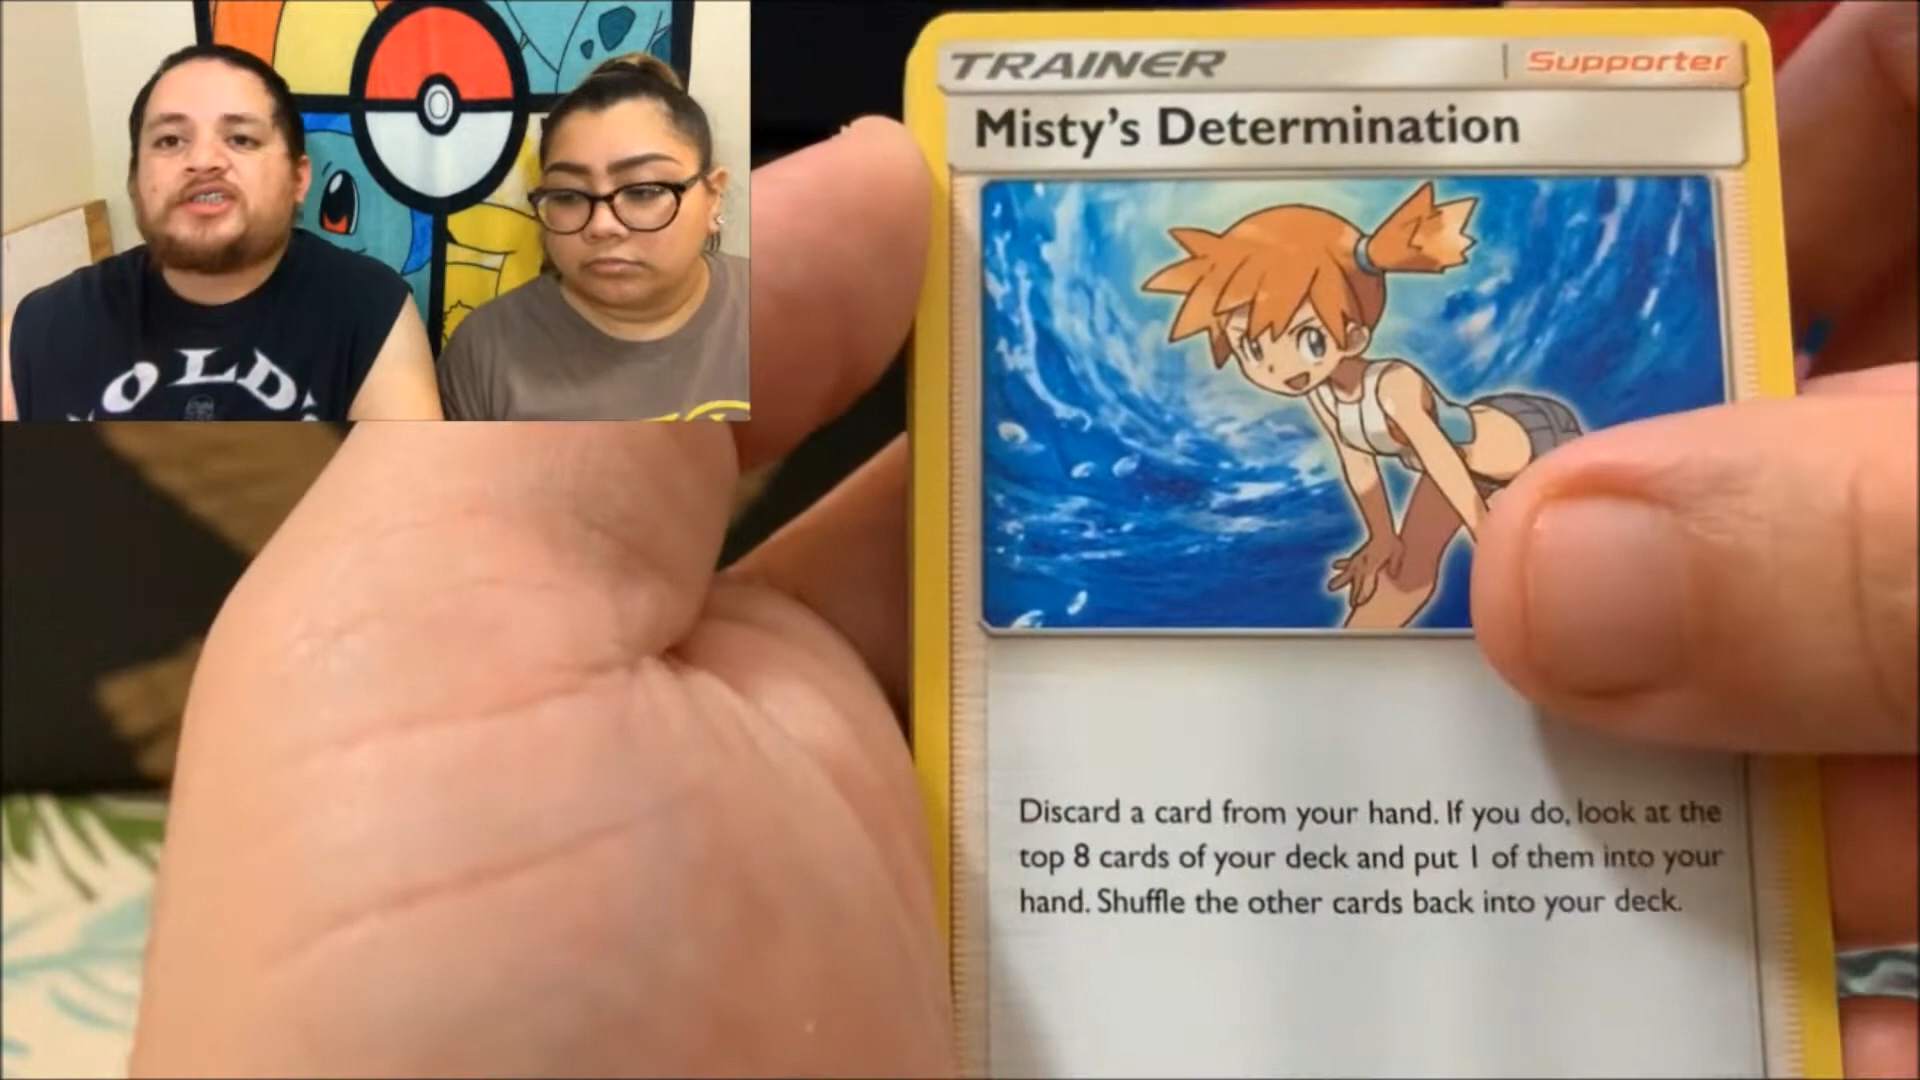 TRAINER
Supporter
Misty's Determination
OLD
Discard a card from your hand. If you do, look at the
top 8 cards of your deck and put 1 of them into your
hand. Shuffle the other cards back into your deck.